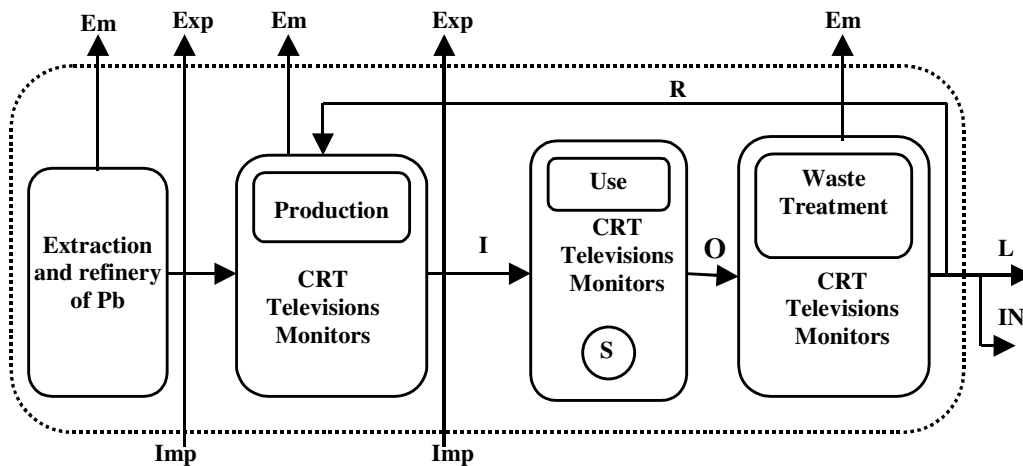 Em
Exp
Em
Exp
Em
R
Extraction
and refinery
of Pb
Production
CRT
Televisions
Monitors
I
Use
CRT
Televisions
Monitors
S
O
Waste
Treatment
CRT
Televisions
Monitors
L
IN
Imp
Imp